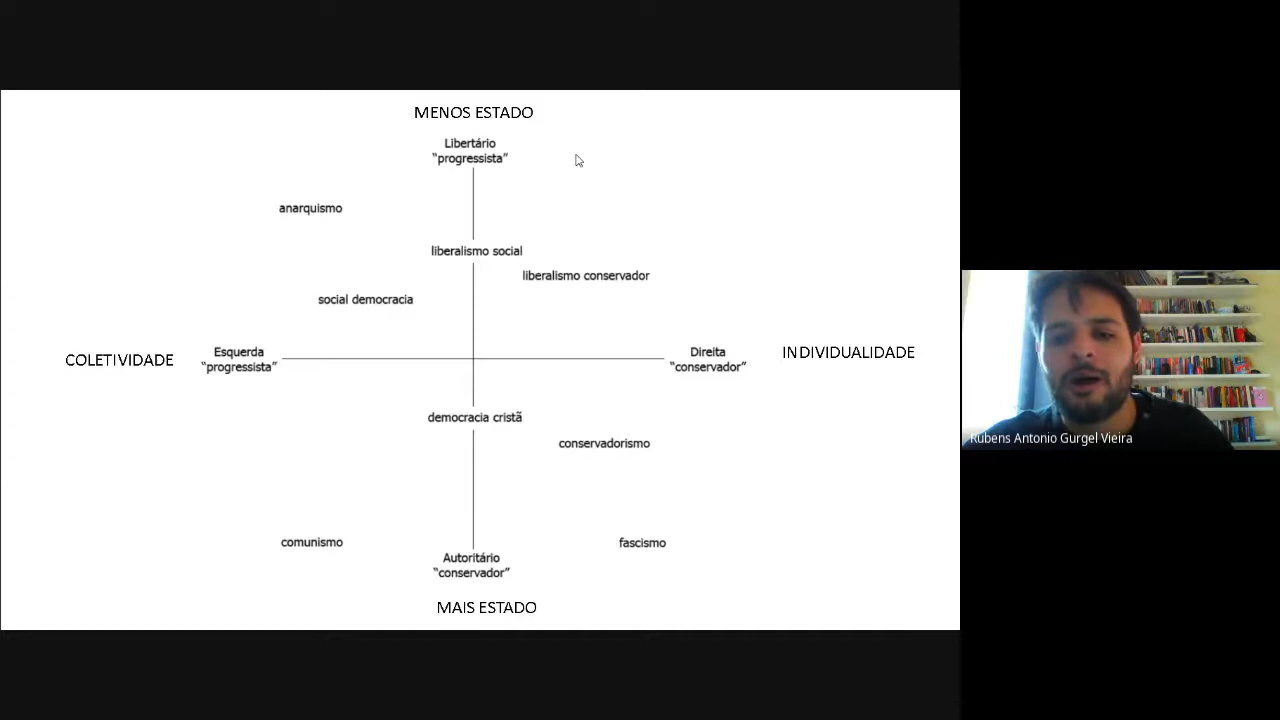 MENOS ESTADO
Libertário
“progressista”
anarquismo
liberalismo social
liberalismo conservador
social democracia
COLETIVIDADE
Esquerda
“progressista”
Direita
“conservador”
INDIVIDUALIDADE
democracia cristã
conservadorismo
comunismo
fascismo
Autoritário
“conservador”
MAIS ESTADO
Rubens Antonio Gurgel Vieira